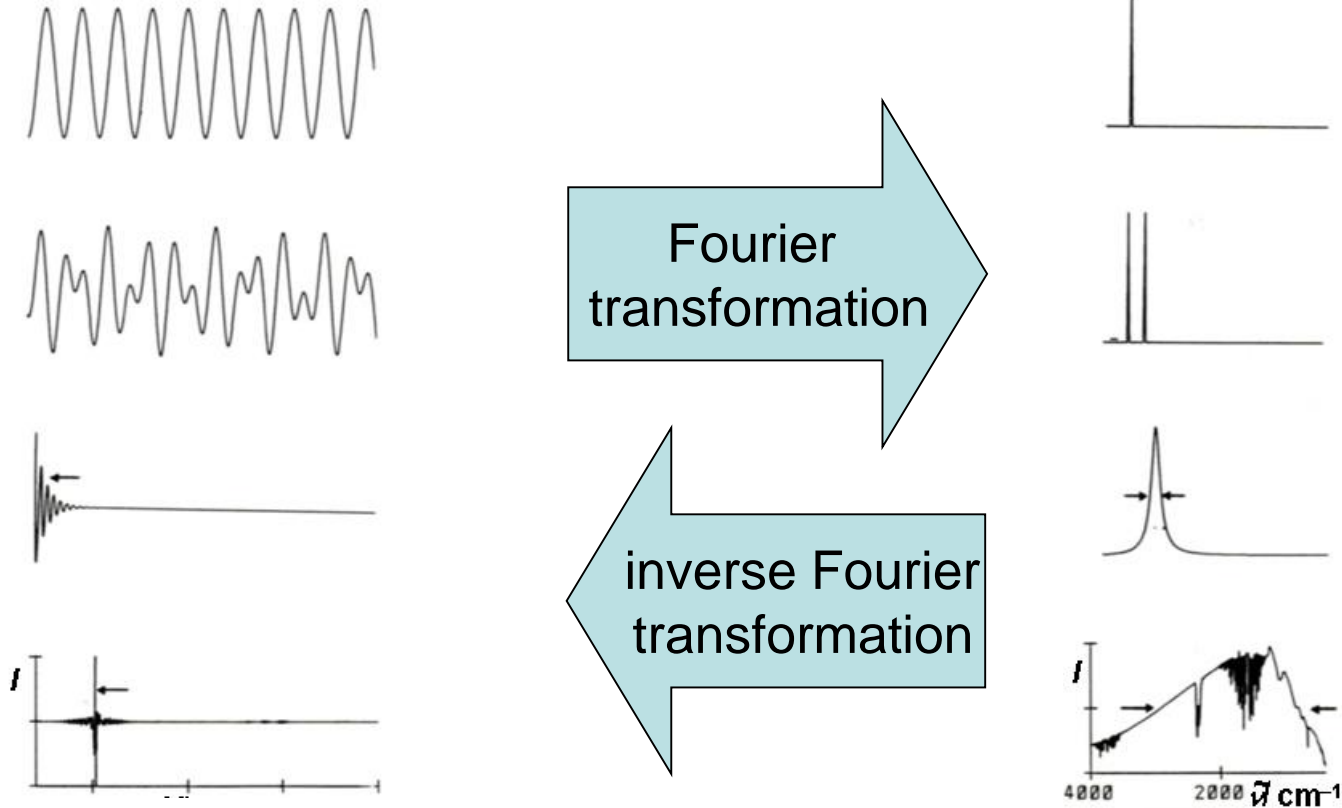 Fourier
transformation
inverse Fourier
transformation
I
I
4000
2000 ν̃ cm⁻¹